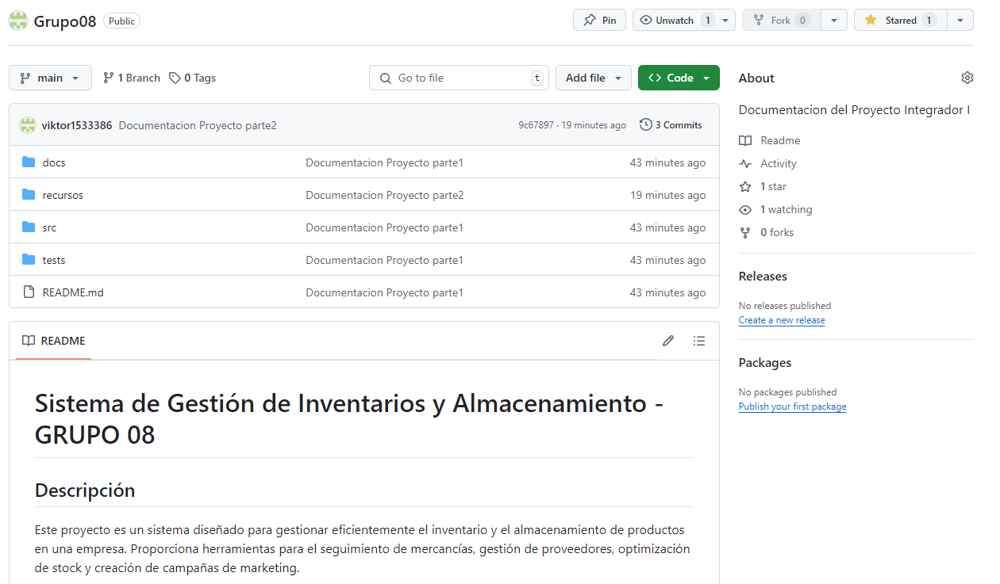 Grupo08 Public Pin Unwatch 1 Fork 0 Starred 1
main 1 Branch 0 Tags Go to file t Add file Code
viktor1533386 Documentacion Proyecto parte2 9c67897 · 19 minutes ago 3 Commits
docs Documentacion Proyecto parte1 43 minutes ago
recursos Documentacion Proyecto parte2 19 minutes ago
src Documentacion Proyecto parte1 43 minutes ago
tests Documentacion Proyecto parte1 43 minutes ago
README.md Documentacion Proyecto parte1 43 minutes ago
README
Sistema de Gestión de Inventarios y Almacenamiento -
GRUPO 08
Descripción
Este proyecto es un sistema diseñado para gestionar eficientemente el inventario y el almacenamiento de productos
en una empresa. Proporciona herramientas para el seguimiento de mercancías, gestión de proveedores, optimización
de stock y creación de campañas de marketing.
About
Documentacion del Proyecto Integrador I
Readme
Activity
1 star
1 watching
0 forks
Releases
No releases published
Create a new release
Packages
No packages published
Publish your first package